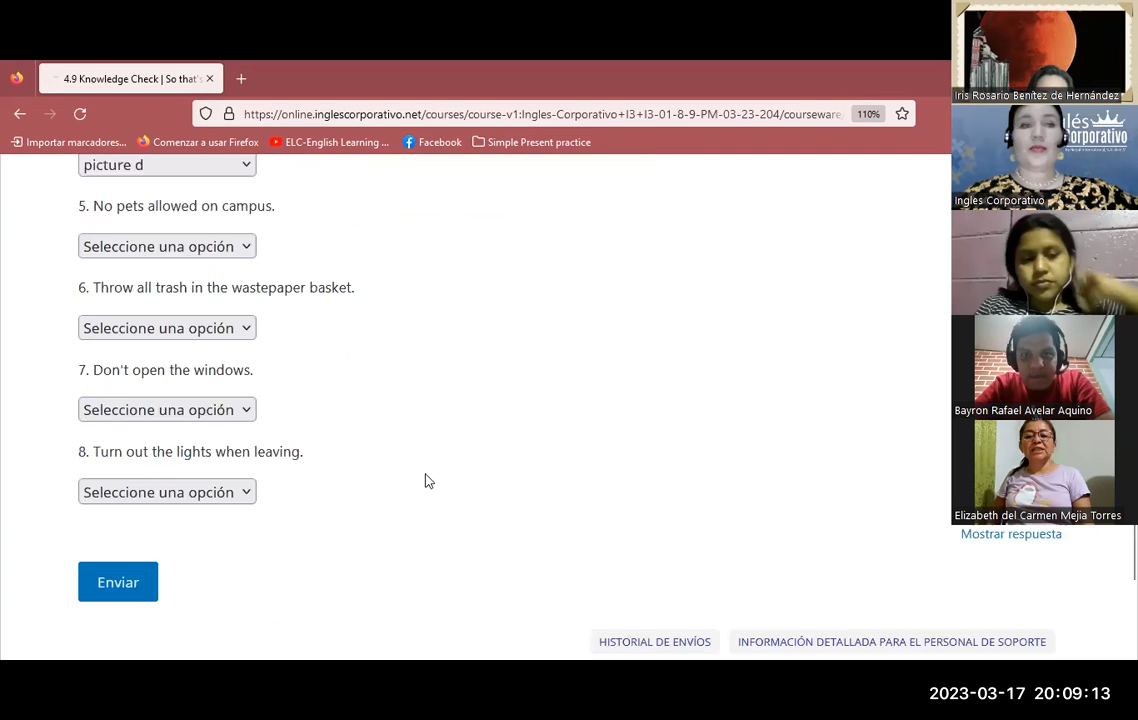 4.9 Knowledge Check | So that's
https://online.inglescorporativo.net/courses/course-v1:Ingles-Corporativo+I3+I3-01-8-9-PM-03-23-204/courseware/
110%
Importar marcadores...
Comenzar a usar Firefox
ELC-English Learning ...
Facebook
Simple Present practice
picture d
5. No pets allowed on campus.
Seleccione una opción
6. Throw all trash in the wastepaper basket.
Seleccione una opción
7. Don't open the windows.
Seleccione una opción
8. Turn out the lights when leaving.
Seleccione una opción
Enviar
Mostrar respuesta
HISTORIAL DE ENVÍOS
INFORMACIÓN DETALLADA PARA EL PERSONAL DE SOPORTE
Iris Rosario Benítez de Hernández
glés
orporativo
Ingles Corporativo
Bayron Rafael Avelar Aquino
Elizabeth del Carmen Mejia Torres
2023-03-17 20:09:13